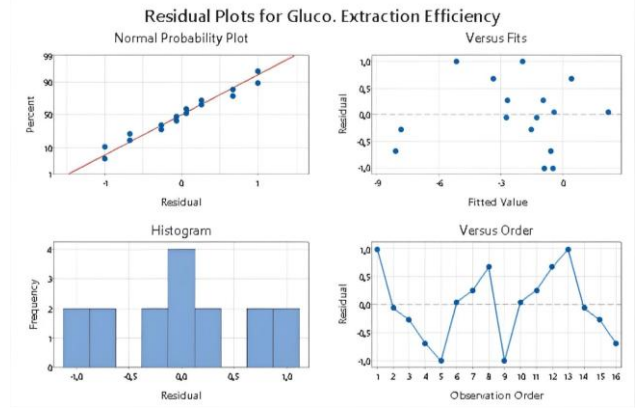 Residual Plots for Gluco. Extraction Efficiency
Normal Probability Plot
Percent
99
90
50
10
1
-1 0 1
Residual
Versus Fits
Residual
1,0
0,5
0,0
-0,5
-1,0
-9 -6 -3 0
Fitted Value
Histogram
Frequency
4
3
2
1
0
-1,0 -0,5 0,0 0,5 1,0
Residual
Versus Order
Residual
1,0
0,5
0,0
-0,5
-1,0
1 2 3 4 5 6 7 8 9 10 11 12 13 14 15 16
Observation Order